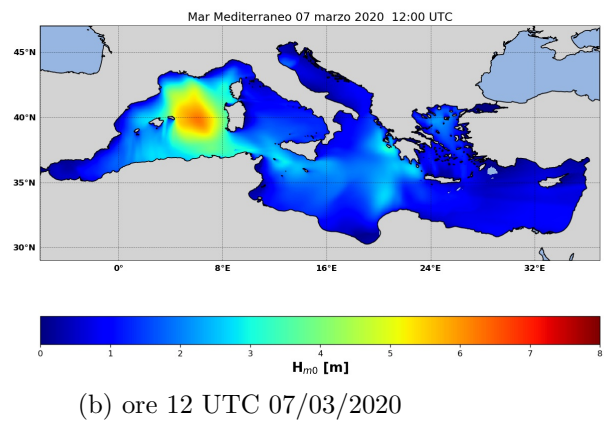 Mar Mediterraneo 07 marzo 2020 12:00 UTC
45°N
40°N
35°N
30°N
0° 8°E 16°E 24°E 32°E
0 1 2 3 4 5 6 7 8
Hm0 [m]
(b) ore 12 UTC 07/03/2020